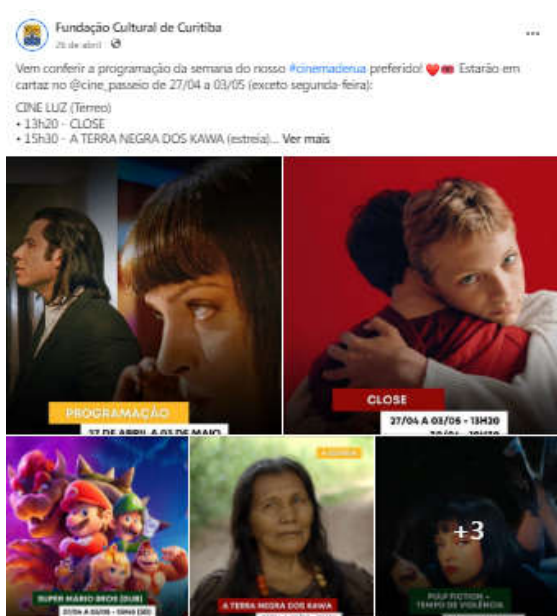 Fundação Cultural de Curitiba
26 de abril
Vem conferir a programação da semana do nosso #cinemaderua preferido! Estarão em
cartaz no @cine_passeio de 27/04 a 03/05 (exceto segunda-feira):
CINE LUZ (Térreo)
• 13h20 - CLOSE
• 15h30 - A TERRA NEGRA DOS KAWA (estreia)... Ver mais
PROGRAMAÇÃO
27 DE ABRIL A 03 DE MAIO
CLOSE
27/04 A 03/05 - 13H20
SUPER MARIO BROS (DUB)
A TERRA NEGRA DOS KAWA
+3
PULP FICTION -
TEMPO DE VIOLÊNCIA